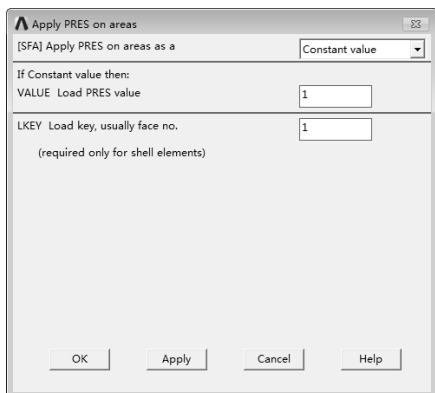 Apply PRES on areas
[SFA] Apply PRES on areas as a Constant value
If Constant value then:
VALUE Load PRES value 1
LKEY Load key, usually face no. 1
(required only for shell elements)
OK Apply Cancel Help